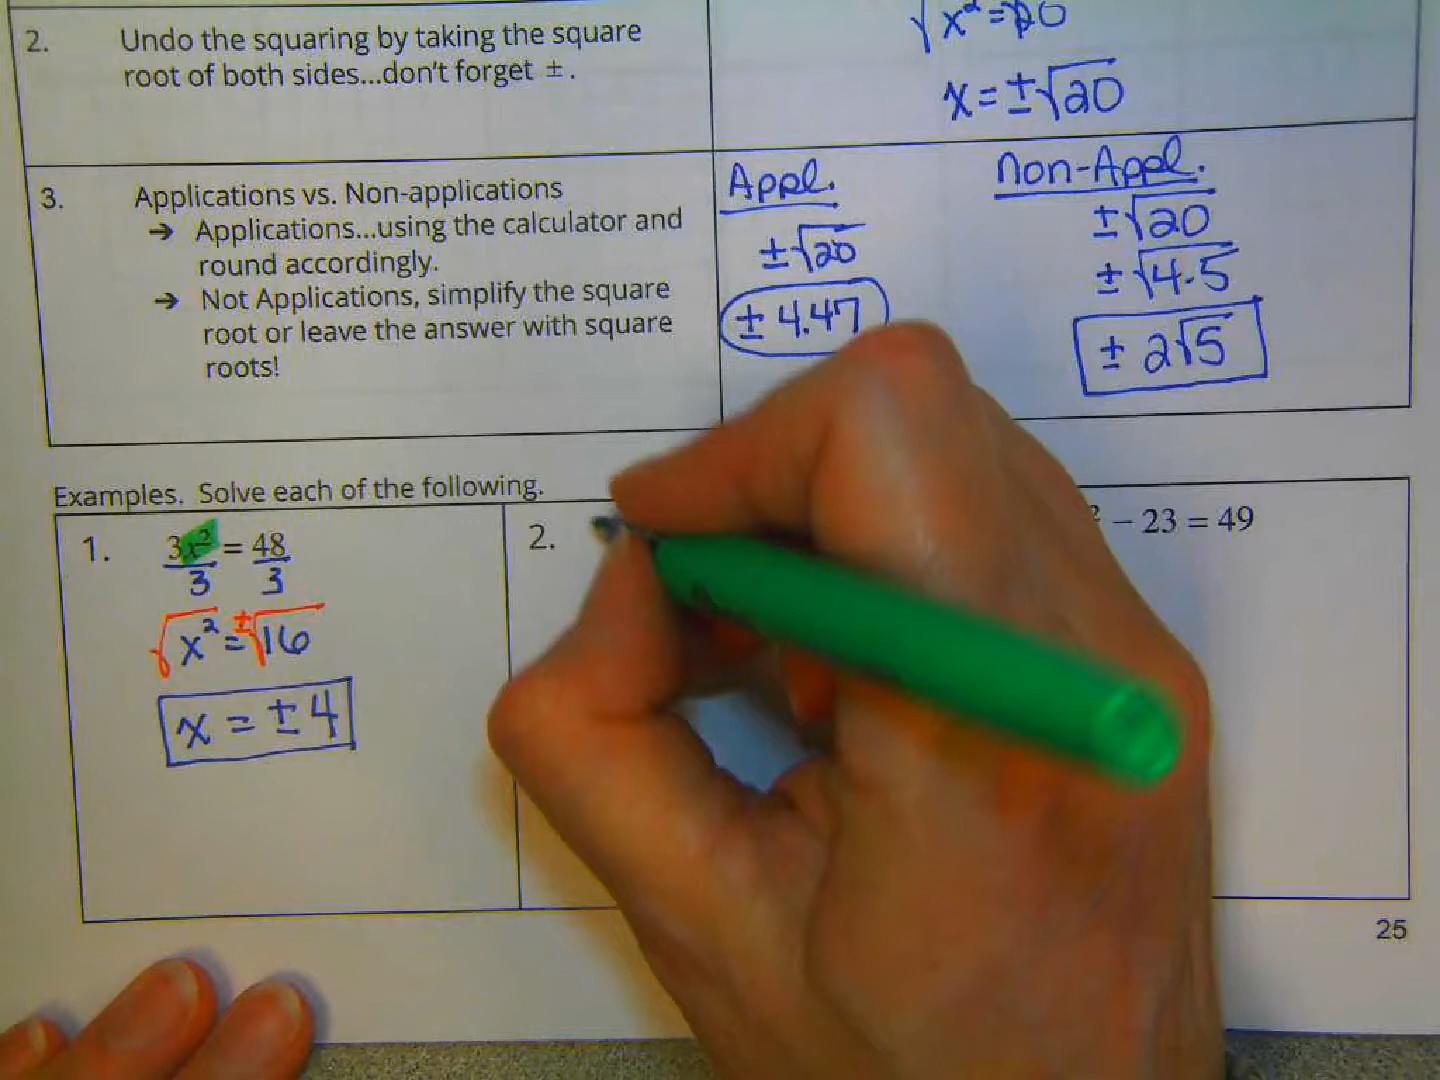 √x² = 20
2. Undo the squaring by taking the square
root of both sides...don't forget ±.
x = ±√20
3. Applications vs. Non-applications
→ Applications...using the calculator and
round accordingly.
→ Not Applications, simplify the square
root or leave the answer with square
roots!
Appl.
±√20
± 4.47
Non-Appl.
±√20
±√4·5
± 2√5
Examples. Solve each of the following.
1. 3x² = 48
3 3
√x² = ±√16
x = ± 4
2.
² − 23 = 49
25